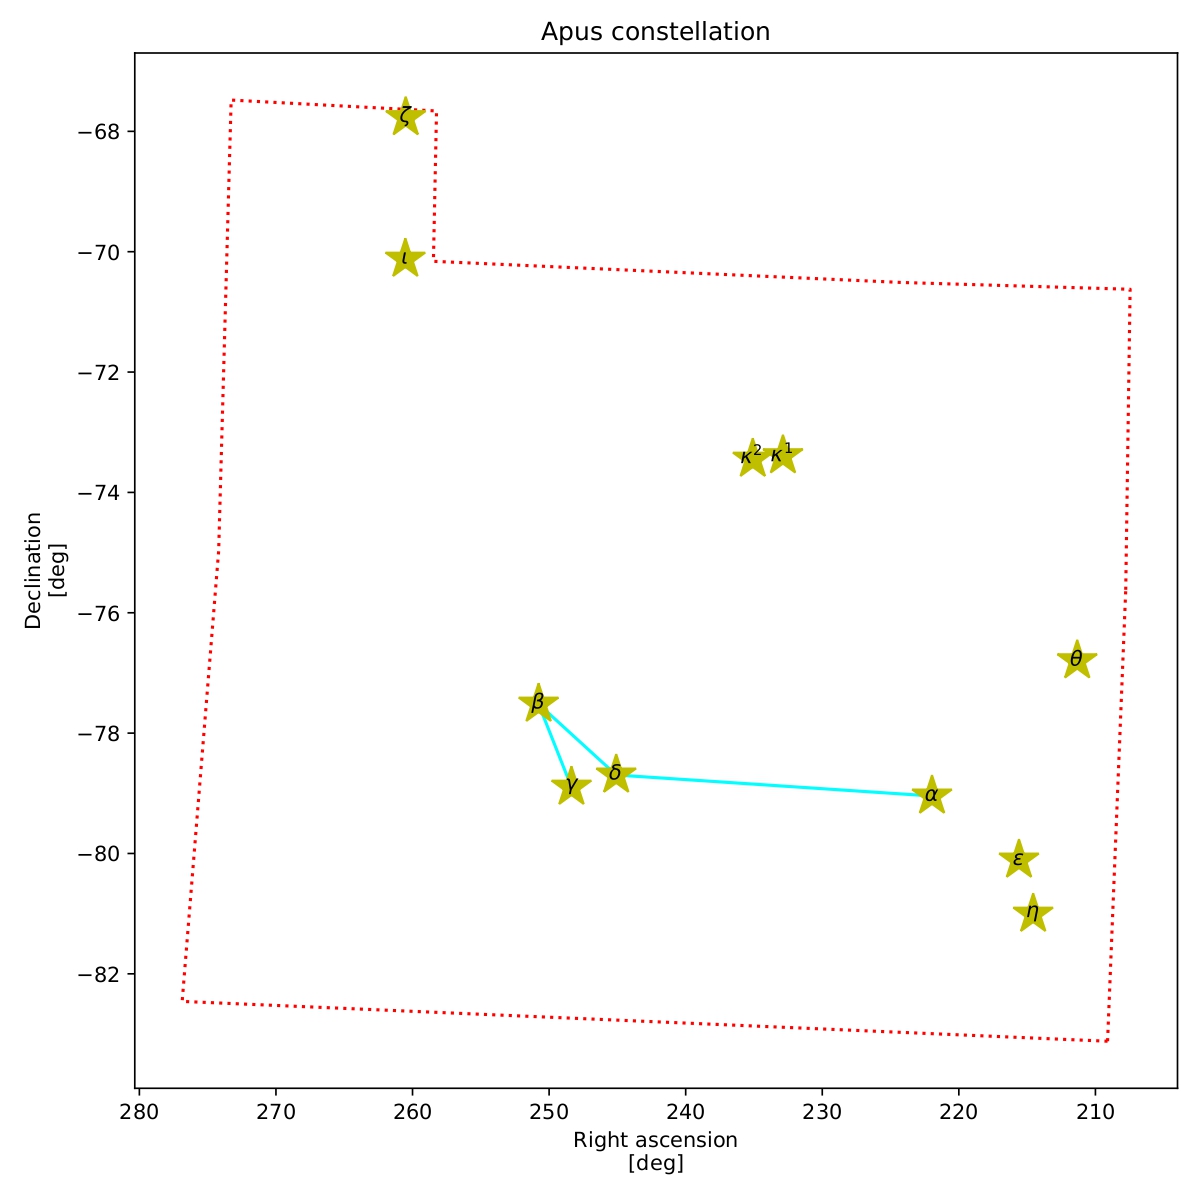 Apus constellation
−68
−70
−72
−74
−76
−78
−80
−82
Declination
[deg]
ζ
ι
κ² κ¹
θ
β
γ δ α
ε
η
280 270 260 250 240 230 220 210
Right ascension
[deg]